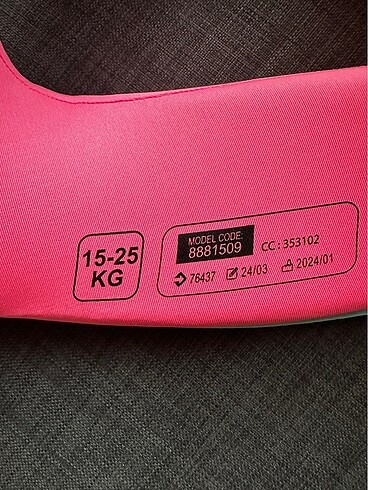 15-25
KG
MODEL CODE:
8881509
CC : 353102
76437 24/03 2024/01